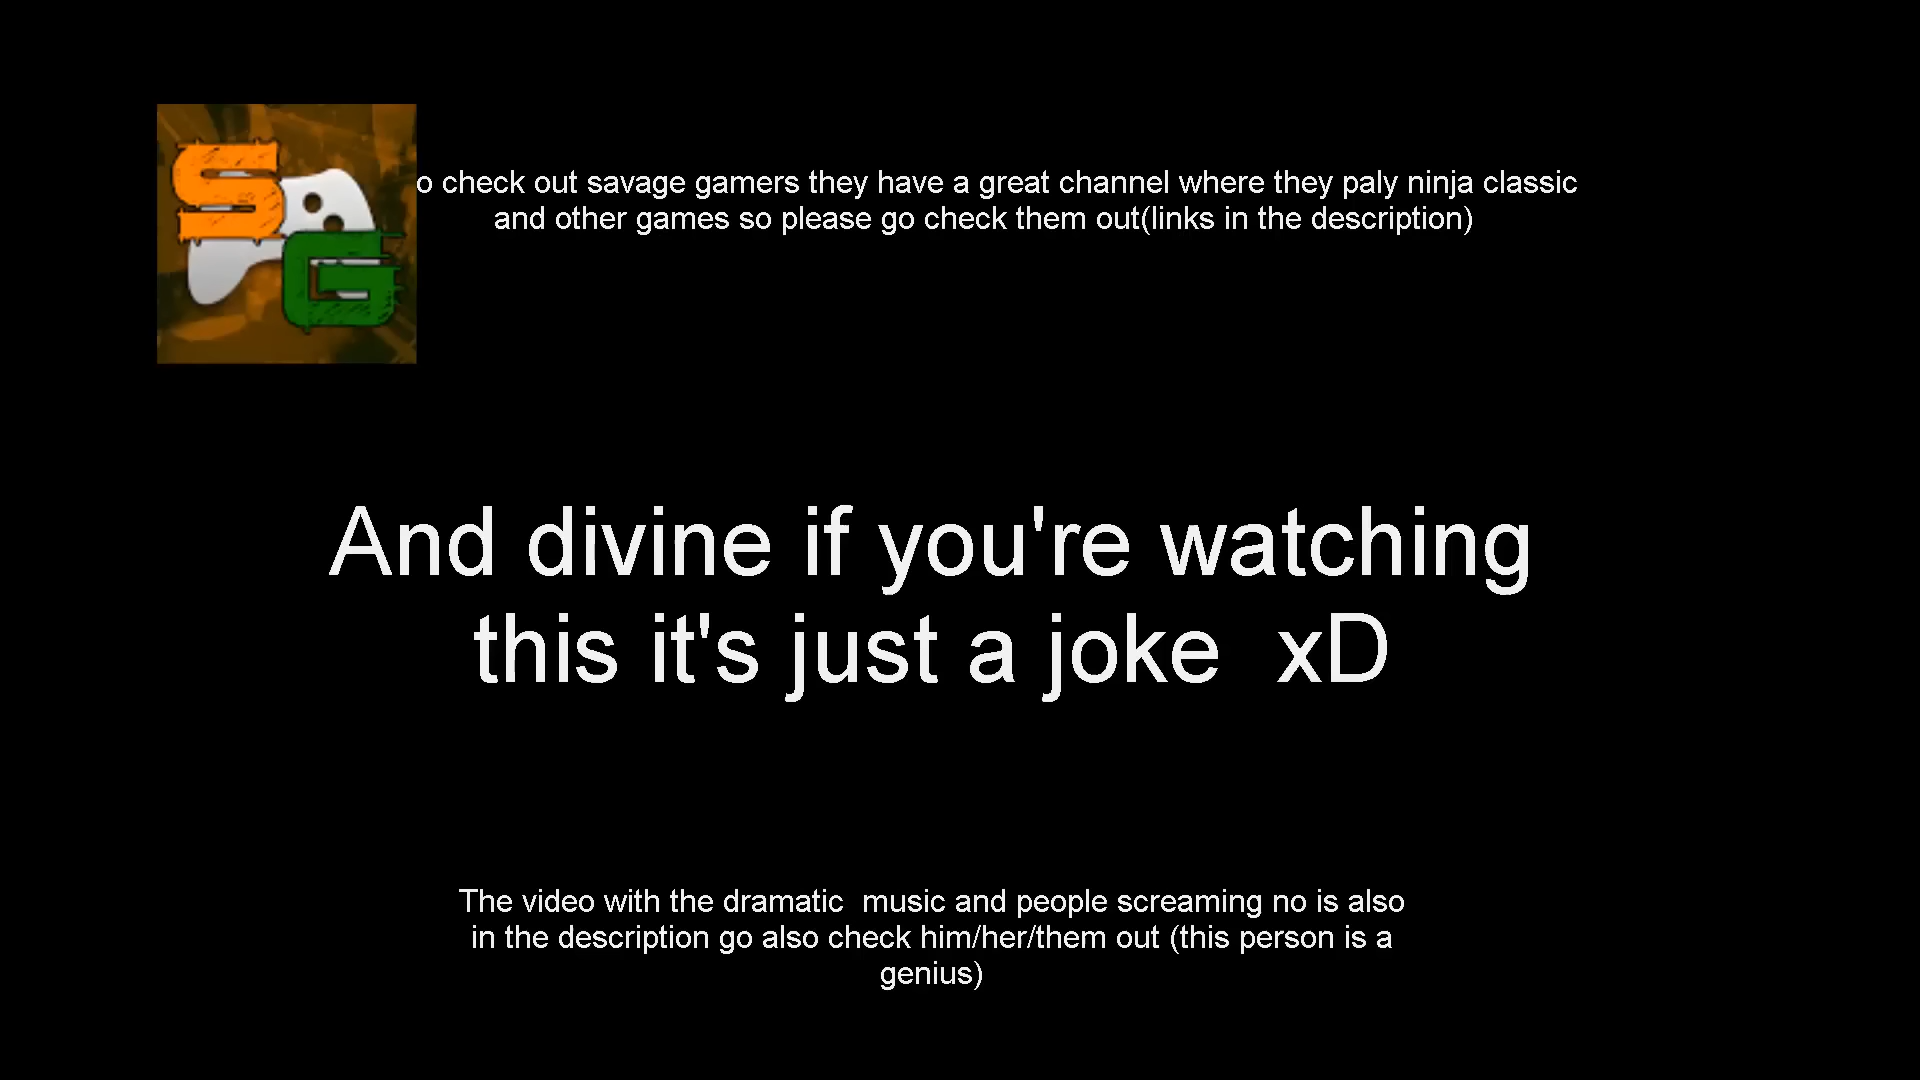 SG
o check out savage gamers they have a great channel where they paly ninja classic
and other games so please go check them out(links in the description)
And divine if you're watching
this it's just a joke  xD
The video with the dramatic  music and people screaming no is also
in the description go also check him/her/them out (this person is a
genius)